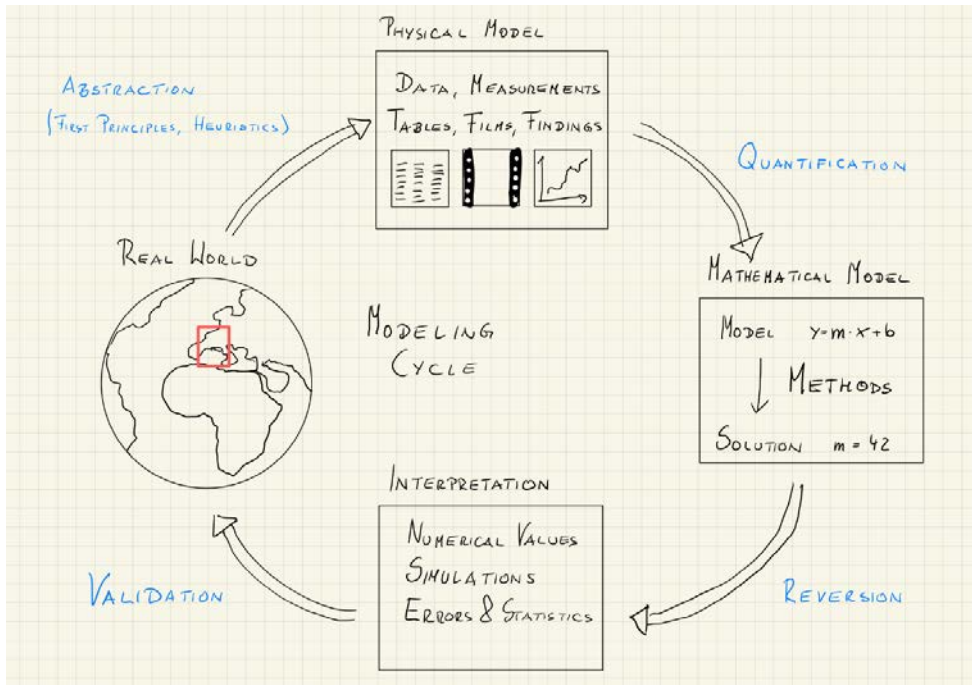 Physical Model
Data, Measurements
Tables, Films, Findings
Abstraction
(First Principles, Heuristics)
Quantification
Real World
Mathematical Model
Model y=m·x+b
Methods
Solution m = 42
Modeling
Cycle
Interpretation
Numerical Values
Simulations
Errors & Statistics
Validation
Reversion